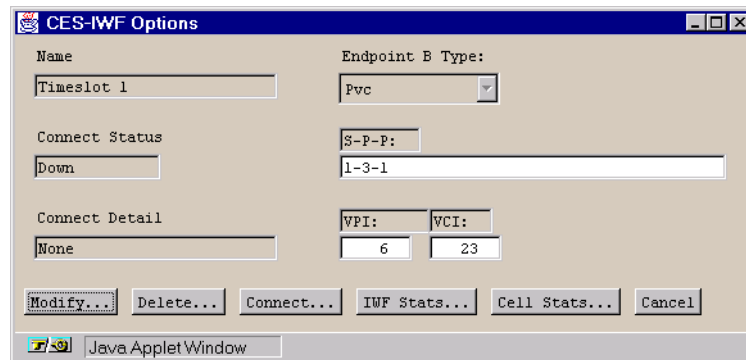 CES-IWF Options
Name
Endpoint B Type:
Timeslot 1
Pvc
Connect Status
S-P-P:
Down
1-3-1
Connect Detail
VPI: VCI:
None
6 23
Modify... Delete... Connect... IWF Stats... Cell Stats... Cancel
Java Applet Window